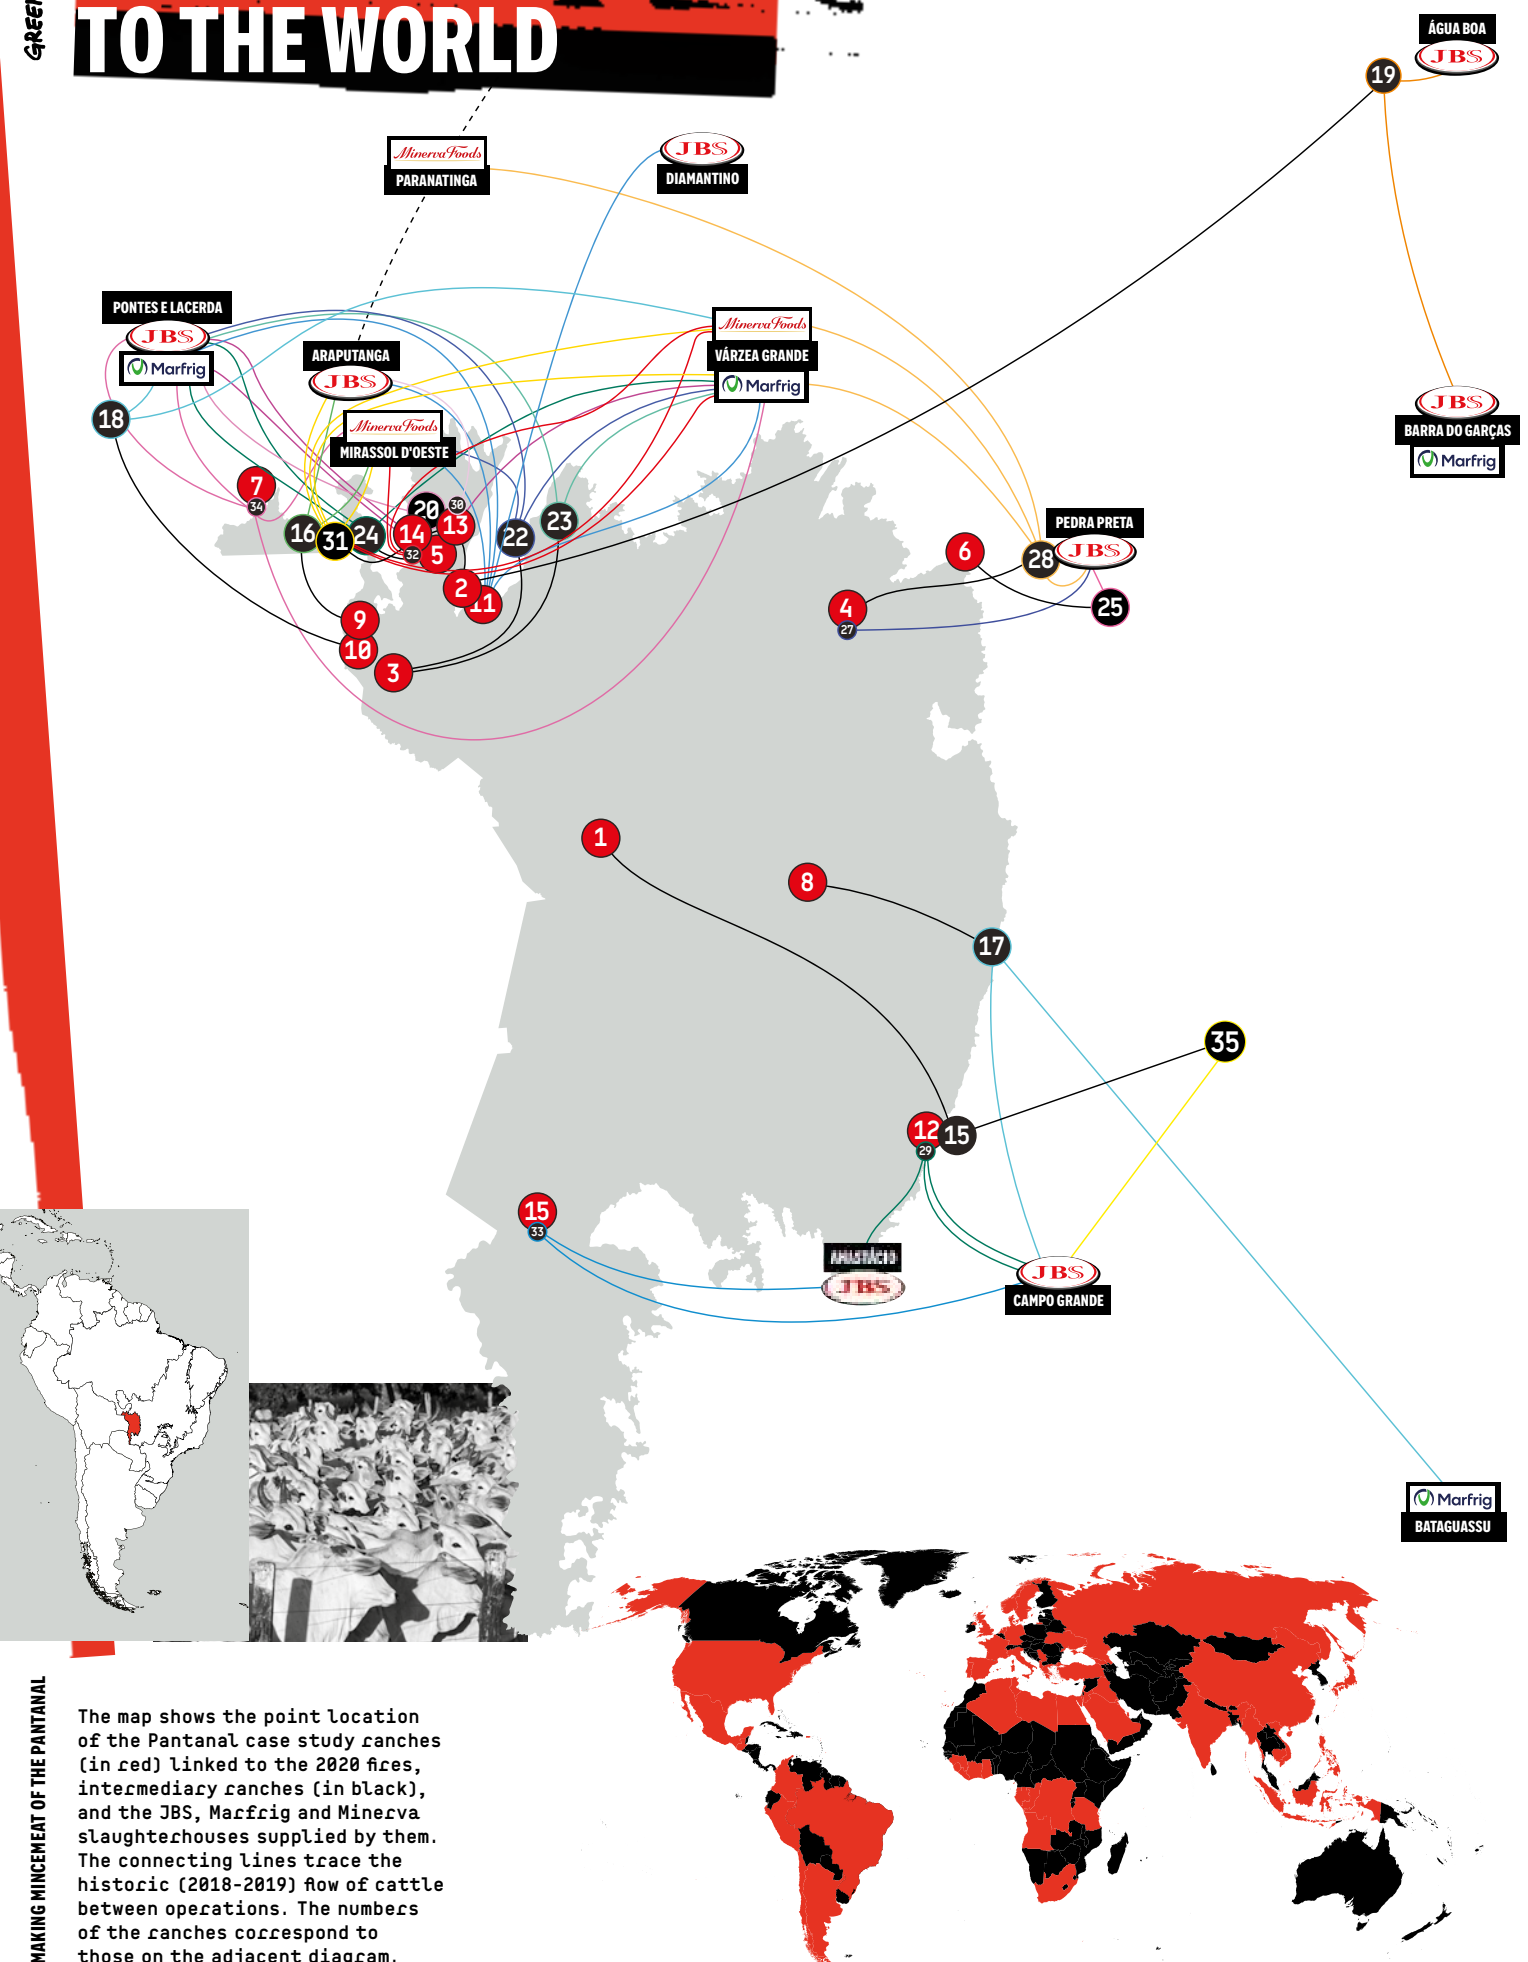 GREE
TO THE WORLD
ÁGUA BOA
JBS
19
MinervaFoods
PARANATINGA
JBS
DIAMANTINO
PONTES E LACERDA
JBS
Marfrig
ARAPUTANGA
JBS
MinervaFoods
VÁRZEA GRANDE
Marfrig
JBS
BARRA DO GARÇAS
Marfrig
18
MinervaFoods
MIRASSOL D'OESTE
7
34
16
31
24
20
30
14
13
32
5
22
23
2
11
9
10
3
PEDRA PRETA
JBS
6
28
4
27
25
1
8
17
35
12
15
29
15
33
ANASTÁCIO
JBS
JBS
CAMPO GRANDE
Marfrig
BATAGUASSU
MAKING MINCEMEAT OF THE PANTANAL
The map shows the point location
of the Pantanal case study ranches
(in red) linked to the 2020 fires,
intermediary ranches (in black),
and the JBS, Marfrig and Minerva
slaughterhouses supplied by them.
The connecting lines trace the
historic (2018-2019) flow of cattle
between operations. The numbers
of the ranches correspond to
those on the adjacent diagram.